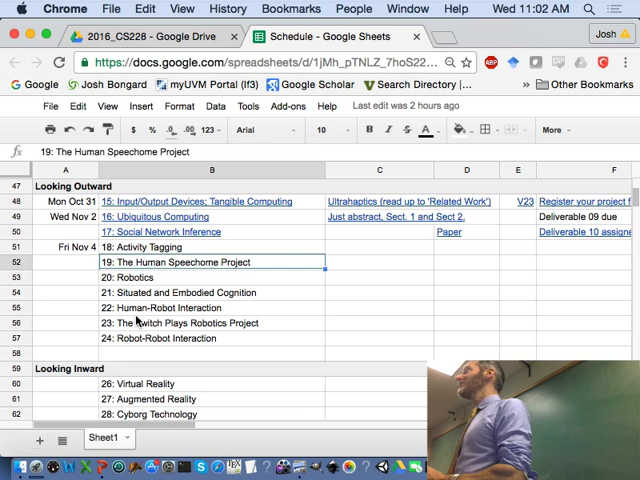 Chrome File Edit View History Bookmarks People Window Wed 11:02 AM
2016_CS228 - Google Drive Schedule - Google Sheets Josh
https://docs.google.com/spreadsheets/d/1jMh_pTNLZ_7hoS22...
Google Josh Bongard myUVM Portal (lf3) Google Scholar Search Directory... Other Bookmarks
File Edit View Insert Format Data Tools Add-ons Help Last edit was 2 hours ago
$ % .0 .00 123 Arial 10 B I S A More
fx 19: The Human Speechome Project
A B C D E F
47 Looking Outward
48 Mon Oct 31 15: Input/Output Devices; Tangible Computing Ultrahaptics (read up to 'Related Work') V23 Register your project f
49 Wed Nov 2 16: Ubiquitous Computing Just abstract, Sect. 1 and Sect 2. Deliverable 09 due
50 17: Social Network Inference Paper Deliverable 10 assigne
51 Fri Nov 4 18: Activity Tagging
52 19: The Human Speechome Project
53 20: Robotics
54 21: Situated and Embodied Cognition
55 22: Human-Robot Interaction
56 23: The Twitch Plays Robotics Project
57 24: Robot-Robot Interaction
58
59 Looking Inward
60 26: Virtual Reality
61 27: Augmented Reality
62 28: Cyborg Technology
Sheet1